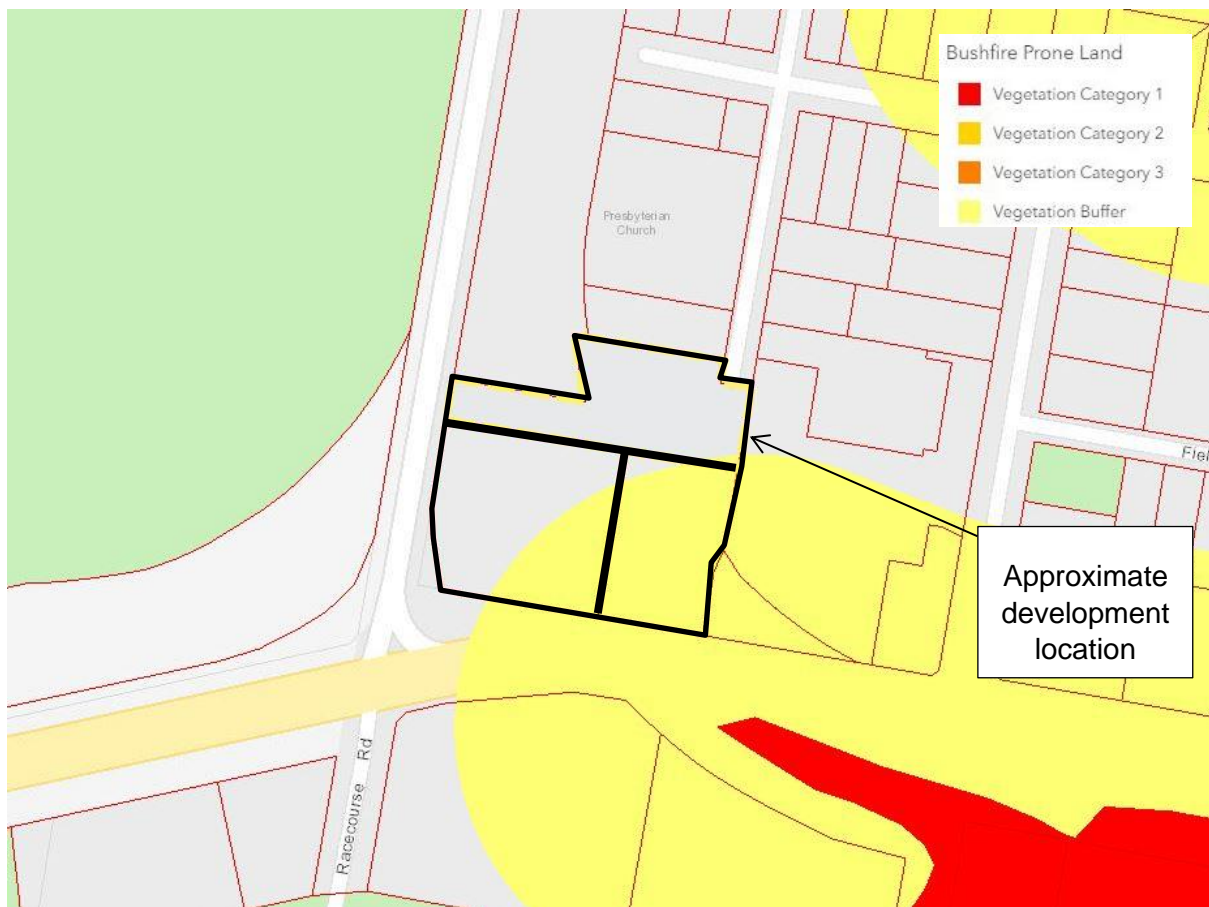 Bushfire Prone Land
Vegetation Category 1
Vegetation Category 2
Vegetation Category 3
Vegetation Buffer
Presbyterian
Church
Fiel
Approximate
development
location
Racecourse Rd